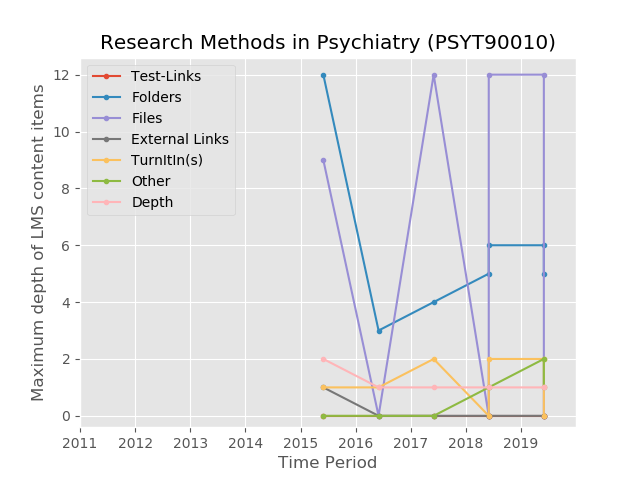 Research Methods in Psychiatry (PSYT90010)
Maximum depth of LMS content items
12
10
8
6
4
2
0
Test-Links
Folders
Files
External Links
TurnItIn(s)
Other
Depth
2011 2012 2013 2014 2015 2016 2017 2018 2019
Time Period